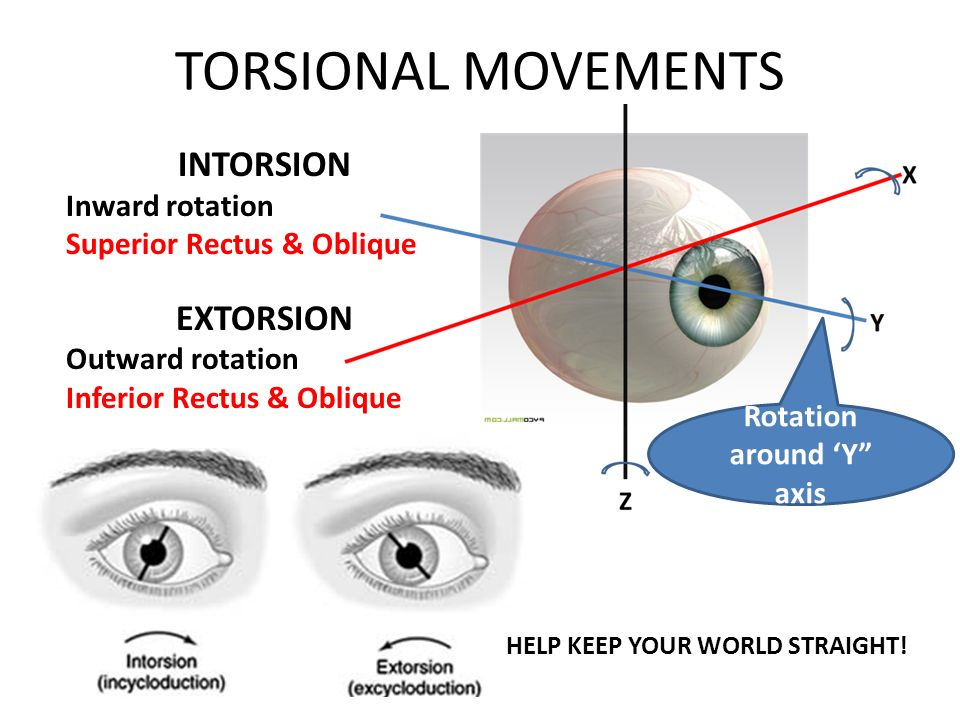 TORSIONAL MOVEMENTS
INTORSION
Inward rotation
Superior Rectus & Oblique
EXTORSION
Outward rotation
Inferior Rectus & Oblique
X
Y
Z
Rotation
around ‘Y”
axis
Intorsion
(incycloduction)
Extorsion
(excycloduction)
HELP KEEP YOUR WORLD STRAIGHT!